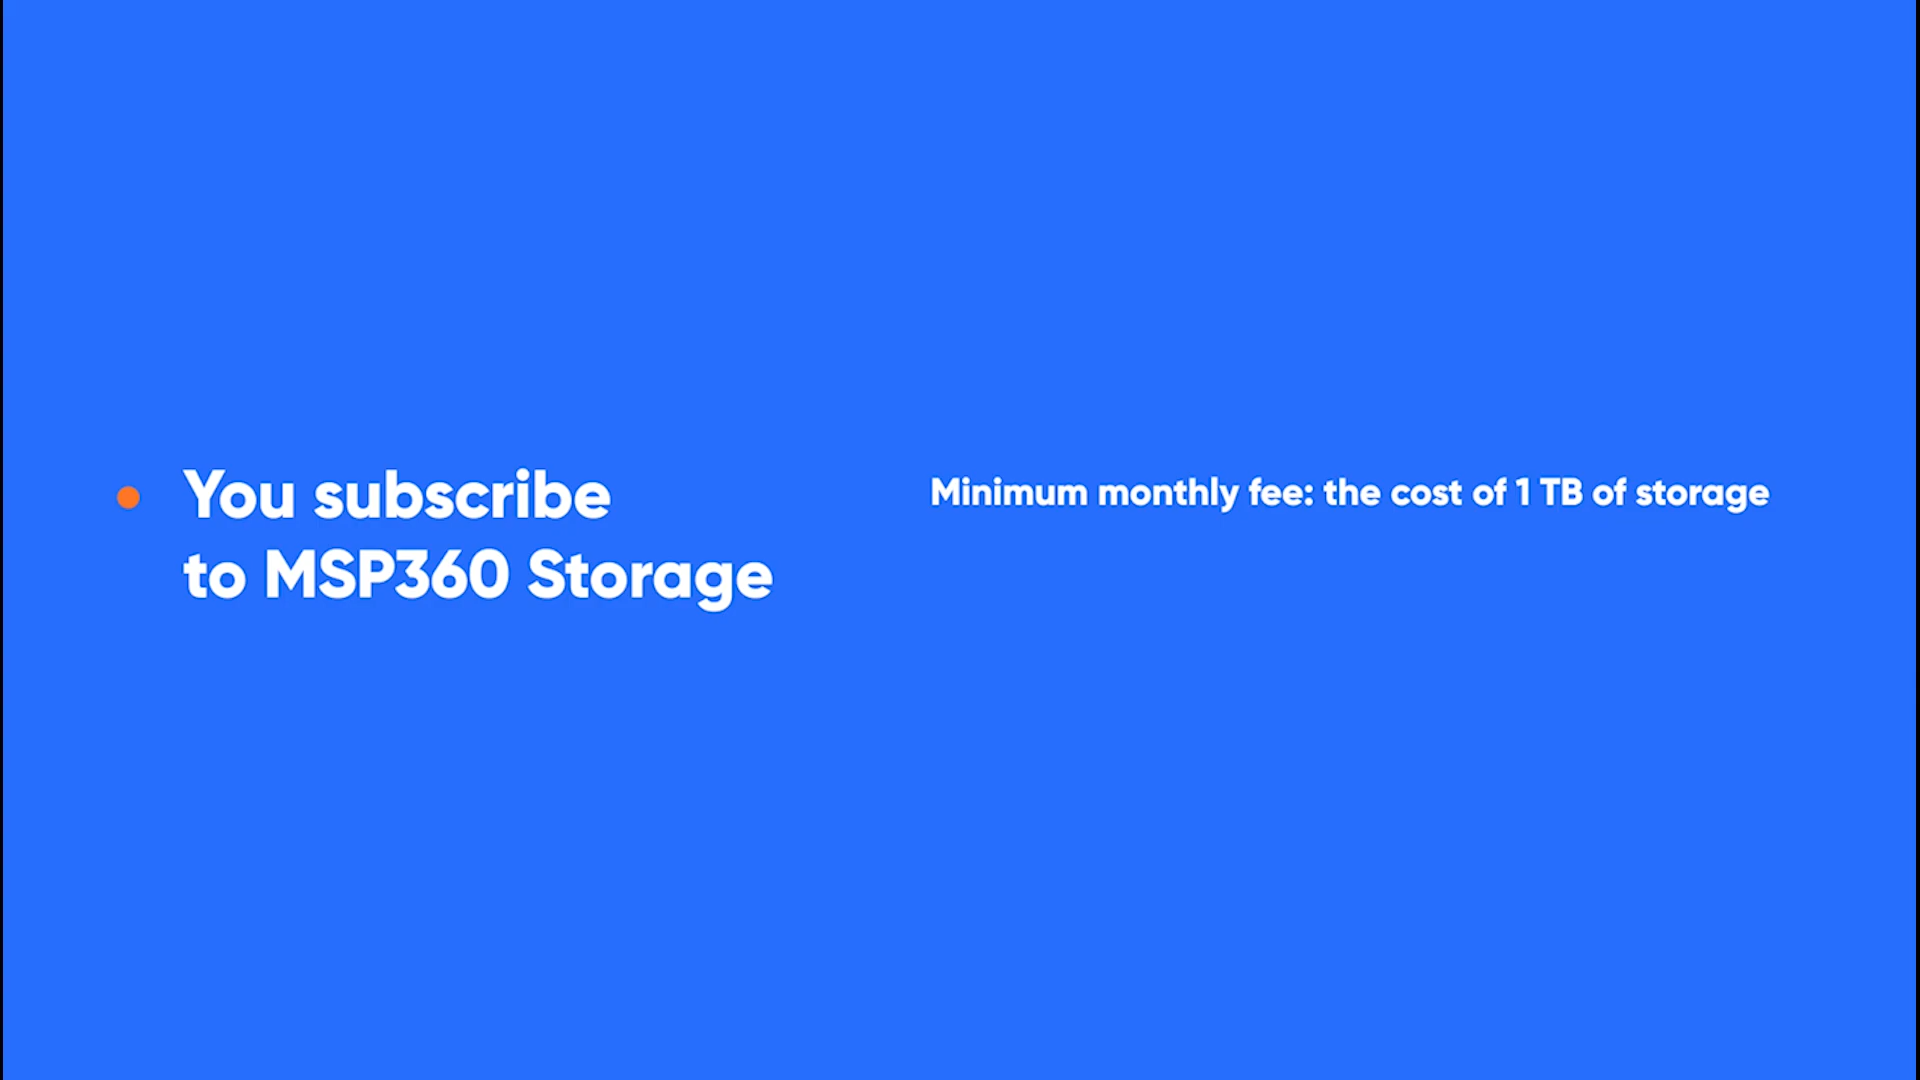 You subscribe
to MSP360 Storage
Minimum monthly fee: the cost of 1 TB of storage